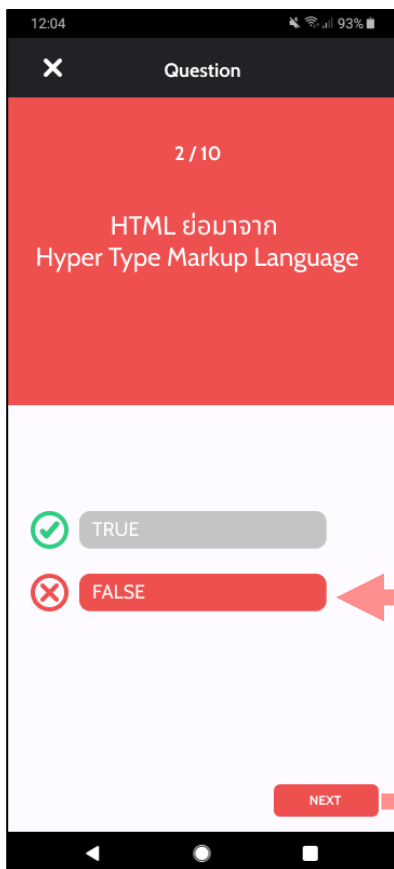 12:04
93%
Question
2 / 10
HTML ย่อมาจาก
Hyper Type Markup Language
TRUE
FALSE
NEXT